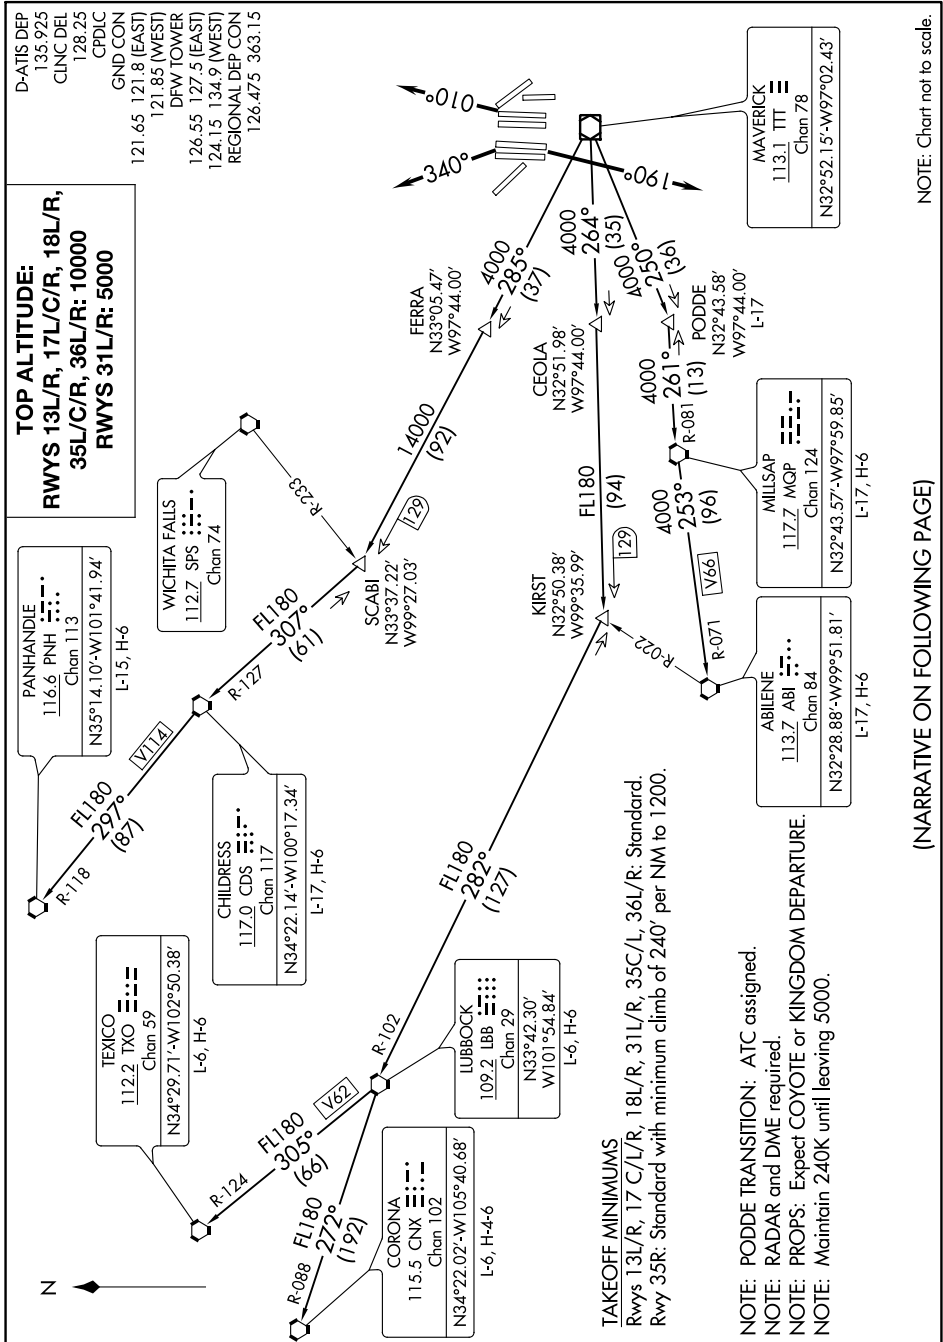 D-ATIS DEP
135.925
CLNC DEL
128.25
CPDLC
GND CON
121.65 121.8 (EAST)
121.85 (WEST)
DFW TOWER
126.55 127.5 (EAST)
124.15 134.9 (WEST)
REGIONAL DEP CON
126.475 363.15
TOP ALTITUDE:
RWYS 13L/R, 17L/C/R, 18L/R,
35L/C/R, 36L/R: 10000
RWYS 31L/R: 5000
PANHANDLE
116.6 PNH
Chan 113
N35°14.10'-W101°41.94'
L-15, H-6
WICHITA FALLS
112.7 SPS
Chan 74
R-233
010°
340°
190°
MAVERICK
113.1 TTT
Chan 78
N32°52.15'-W97°02.43'
4000
285°
(37)
FERRA
N33°05.47'
W97°44.00'
14000
(92)
129
SCABI
N33°37.22'
W99°27.03'
FL180
307°
(61)
R-127
V114
FL180
297°
(87)
R-118
CHILDRESS
117.0 CDS
Chan 117
N34°22.14'-W100°17.34'
L-17, H-6
4000
264°
(35)
CEOLA
N32°51.98'
W97°44.00'
FL180
(94)
KIRST
N32°50.38'
W99°35.99'
129
R-022
4000
250°
(36)
PODDE
N32°43.58'
W97°44.00'
L-17
4000
261°
(13)
R-081
MILLSAP
117.7 MQP
Chan 124
N32°43.57'-W97°59.85'
L-17, H-6
4000
253°
(96)
V66
R-071
ABILENE
113.7 ABI
Chan 84
N32°28.88'-W99°51.81'
L-17, H-6
FL180
282°
(127)
R-102
LUBBOCK
109.2 LBB
Chan 29
N33°42.30'
W101°54.84'
L-6, H-6
V62
FL180
305°
(66)
R-124
TEXICO
112.2 TXO
Chan 59
N34°29.71'-W102°50.38'
L-6, H-6
FL180
272°
(192)
R-088
CORONA
115.5 CNX
Chan 102
N34°22.02'-W105°40.68'
L-6, H-4-6
N
TAKEOFF MINIMUMS
Rwys 13L/R, 17 C/L/R, 18L/R, 31L/R, 35C/L, 36L/R: Standard.
Rwy 35R: Standard with minimum climb of 240' per NM to 1200.
NOTE: PODDE TRANSITION: ATC assigned.
NOTE: RADAR and DME required.
NOTE: PROPS: Expect COYOTE or KINGDOM DEPARTURE.
NOTE: Maintain 240K until leaving 5000.
(NARRATIVE ON FOLLOWING PAGE)
NOTE: Chart not to scale.